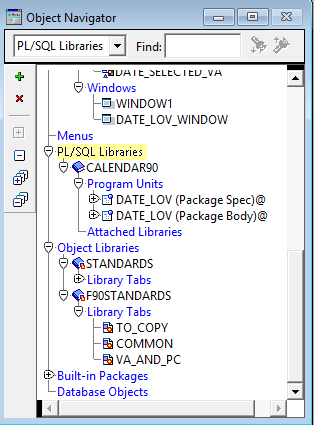 Object Navigator
PL/SQL Libraries
Find:
DATE_SELECTED_VA
Windows
WINDOW1
DATE_LOV_WINDOW
Menus
PL/SQL Libraries
CALENDAR90
Program Units
DATE_LOV (Package Spec)@
DATE_LOV (Package Body)@
Attached Libraries
Object Libraries
STANDARDS
Library Tabs
F90STANDARDS
Library Tabs
TO_COPY
COMMON
VA_AND_PC
Built-in Packages
Database Objects